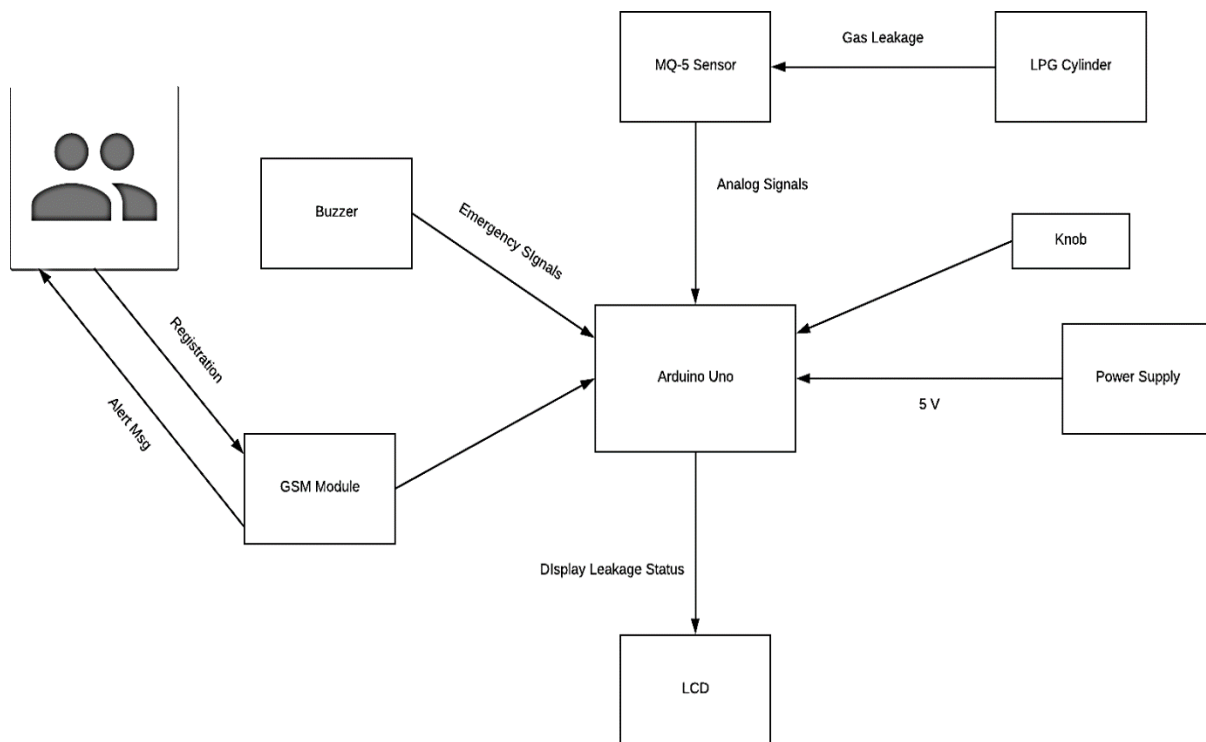 Gas Leakage
MQ-5 Sensor
LPG Cylinder
Analog Signals
Buzzer
Emergency SIgnals
Knob
Registration
Arduino Uno
Power Supply
5 V
Alert Msg
GSM Module
DIsplay Leakage Status
LCD